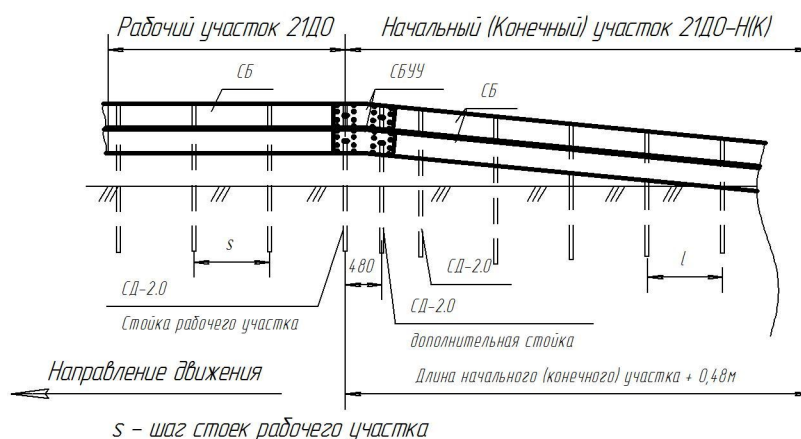 Рабочий участок 21ДО
Начальный (Конечный) участок 21ДО-Н(К)
СБ
СБУУ
СБ
s
480
СД-2.0
l
СД-2.0
Стойка рабочего участка
СД-2.0
дополнительная стойка
Направление движения
Длина начального (конечного) участка + 0,48м
s - шаг стоек рабочего участка